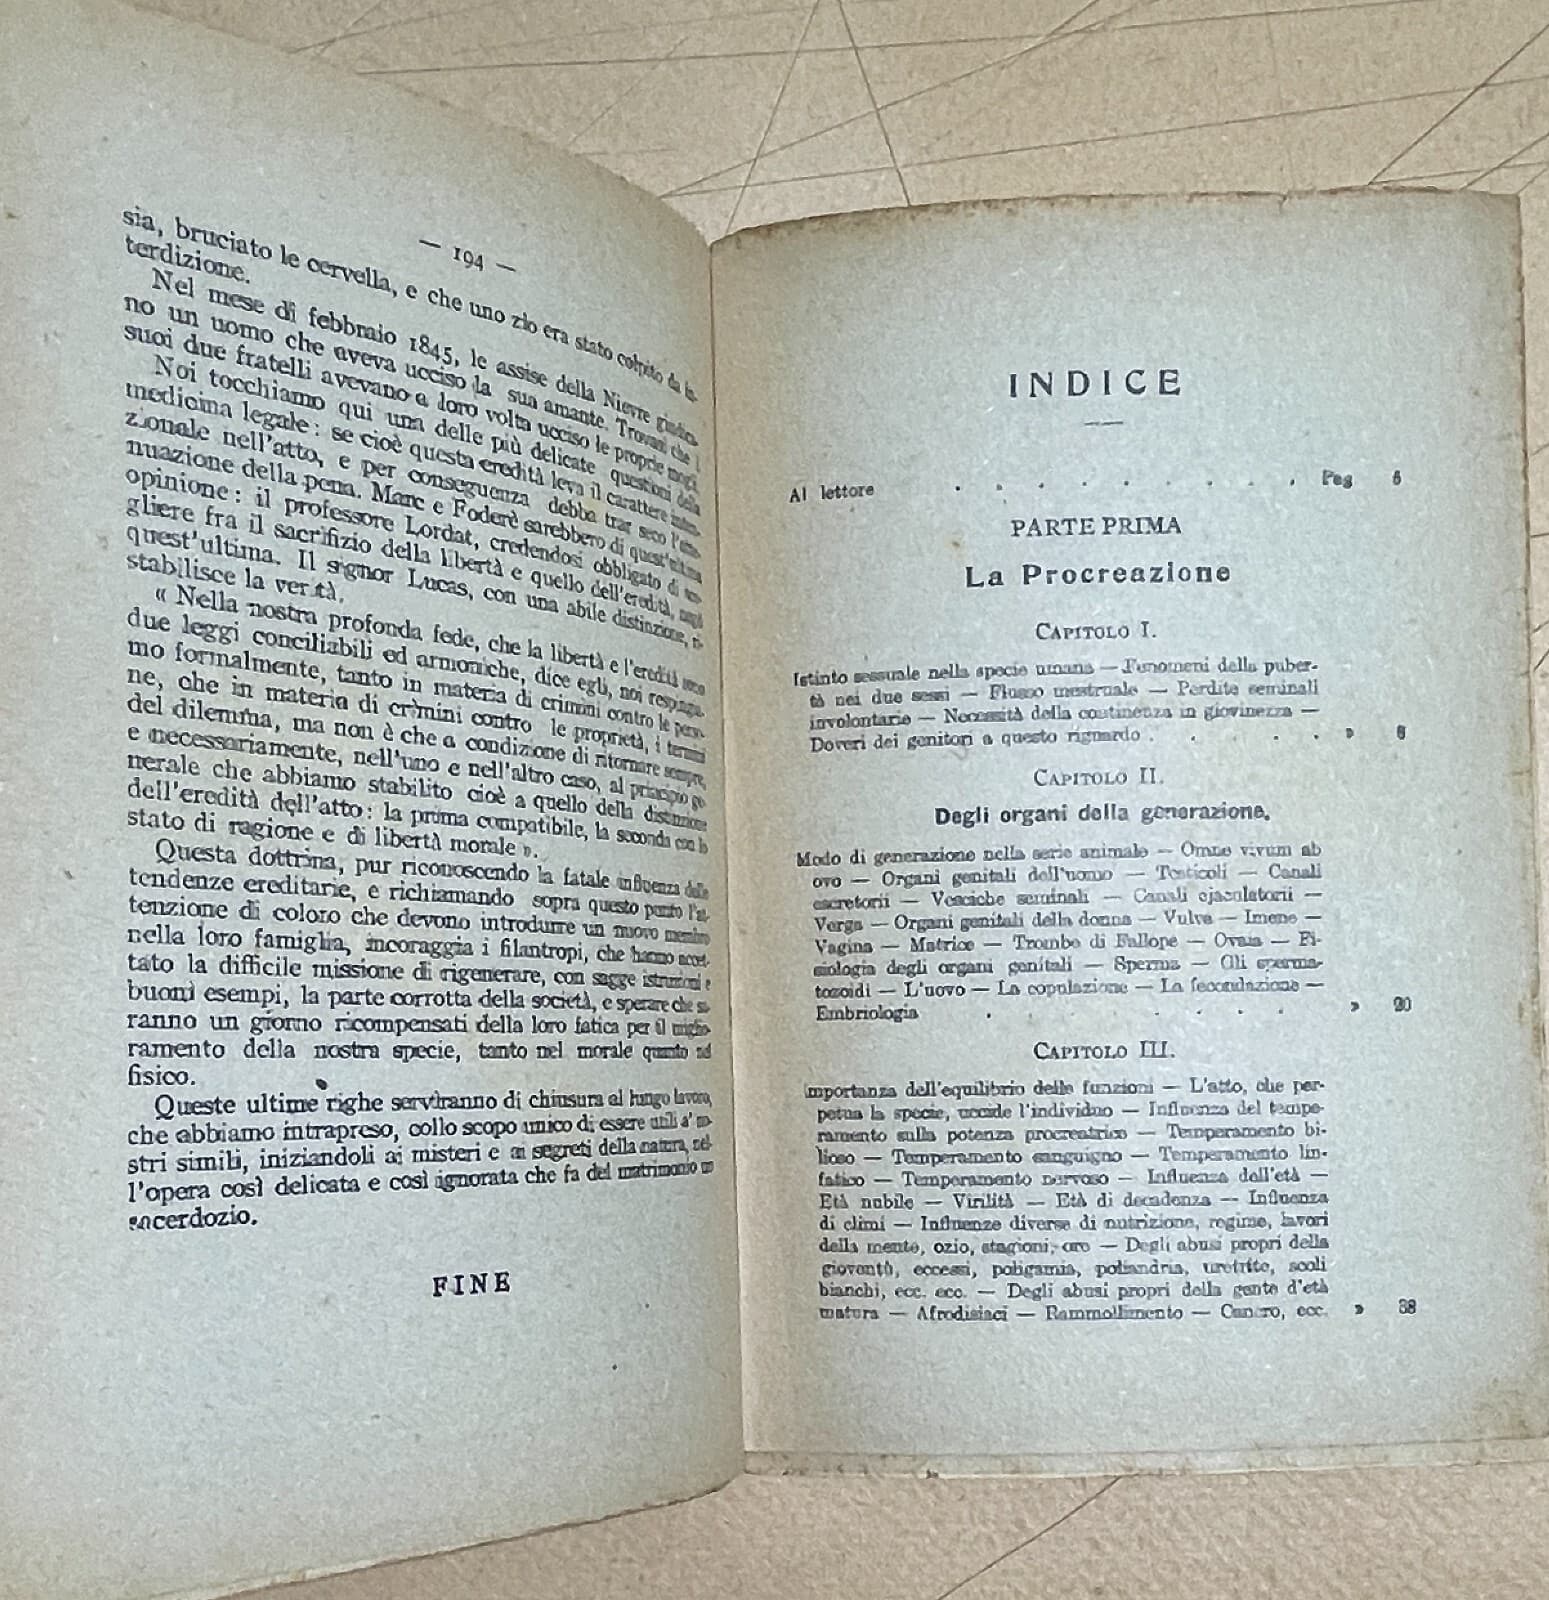 — 194 —
sia, bruciato le cervella, e che uno zio era stato colpito da in-
terdizione.
Nel mese di febbraio 1845, le assise della Nievre giudica-
no un uomo che aveva ucciso la sua amante. Trovasi che i
suoi due fratelli avevano a loro volta ucciso le proprie mogli.
Noi tocchiamo qui una delle più delicate questioni della
medicina legale: se cioè questa eredità leva il carattere inten-
zionale nell'atto, e per conseguenza debba trar seco l'atte-
nuazione della pena. Marc e Foderè sarebbero di quest'ultima
opinione: il professore Lordat, credendosi obbligato di sce-
gliere fra il sacrifizio della libertà e quello dell'eredità,
quest'ultima. Il signor Lucas, con una abile distinzione, ri-
stabilisce la verità.
« Nella nostra profonda fede, che la libertà e l'eredità sono
due leggi conciliabili ed armoniche, dice egli, noi respingia-
mo formalmente, tanto in materia di crimini contro le perso-
ne, che in materia di crimini contro le proprietà, i termini
del dilemma, ma non è che a condizione di ritornare sempre,
e necessariamente, nell'uno e nell'altro caso, al principio ge-
nerale che abbiamo stabilito cioè a quello della distinzione
dell'eredità dell'atto: la prima compatibile, la seconda con lo
stato di ragione e di libertà morale ».
Questa dottrina, pur riconoscendo la fatale influenza delle
tendenze ereditarie, e richiamando sopra questo punto l'at-
tenzione di coloro che devono introdurre un nuovo membro
nella loro famiglia, incoraggia i filantropi, che hanno accet-
tato la difficile missione di rigenerare, con sagge istruzioni e
buoni esempi, la parte corrotta della società, e sperare che sa-
ranno un giorno ricompensati della loro fatica per il miglio-
ramento della nostra specie, tanto nel morale quanto nel
fisico.
Queste ultime righe serviranno di chiusura al lungo lavoro,
che abbiamo intrapreso, collo scopo unico di essere utili a' no-
stri simili, iniziandoli ai misteri e ai segreti della natura, nel-
l'opera così delicata e così ignorata che fa del matrimonio un
sacerdozio.
FINE
INDICE
Al lettore . . . . . . . . . Pag 5
PARTE PRIMA
La Procreazione
CAPITOLO I.
Istinto sessuale nella specie umana — Fenomeni della puber-
tà nei due sessi — Flusso mestruale — Perdite seminali
involontarie — Necessità della continenza in giovinezza —
Doveri dei genitori a questo riguardo . . . . . » 6
CAPITOLO II.
Degli organi della generazione.
Modo di generazione nella serie animale — Omne vivum ab
ovo — Organi genitali dell'uomo — Testicoli — Canali
escretorii — Vesciche seminali — Canali ejaculatorii —
Verga — Organi genitali della donna — Vulva — Imene —
Vagina — Matrice — Trombe di Fallope — Ovaia — Fi-
siologia degli organi genitali — Sperma — Gli sperma-
tozoidi — L'uovo — La copulazione — La fecondazione —
Embriologia . . . . . . . . » 20
CAPITOLO III.
Importanza dell'equilibrio delle funzioni — L'atto, che per-
petua la specie, uccide l'individuo — Influenza del tempe-
ramento sulla potenza procreatrice — Temperamento bi-
lioso — Temperamento sanguigno — Temperamento lin-
fatico — Temperamento nervoso — Influenza dell'età —
Età nubile — Virilità — Età di decadenza — Influenza
di climi — Influenze diverse di nutrizione, regime, lavori
della mente, ozio, stagioni, ore — Degli abusi propri della
gioventù, eccessi, poligamia, poliandria, uretrite, scoli
bianchi, ecc. ecc. — Degli abusi propri della gente d'età
matura — Afrodisiaci — Rammollimento — Cancro, ecc. » 38